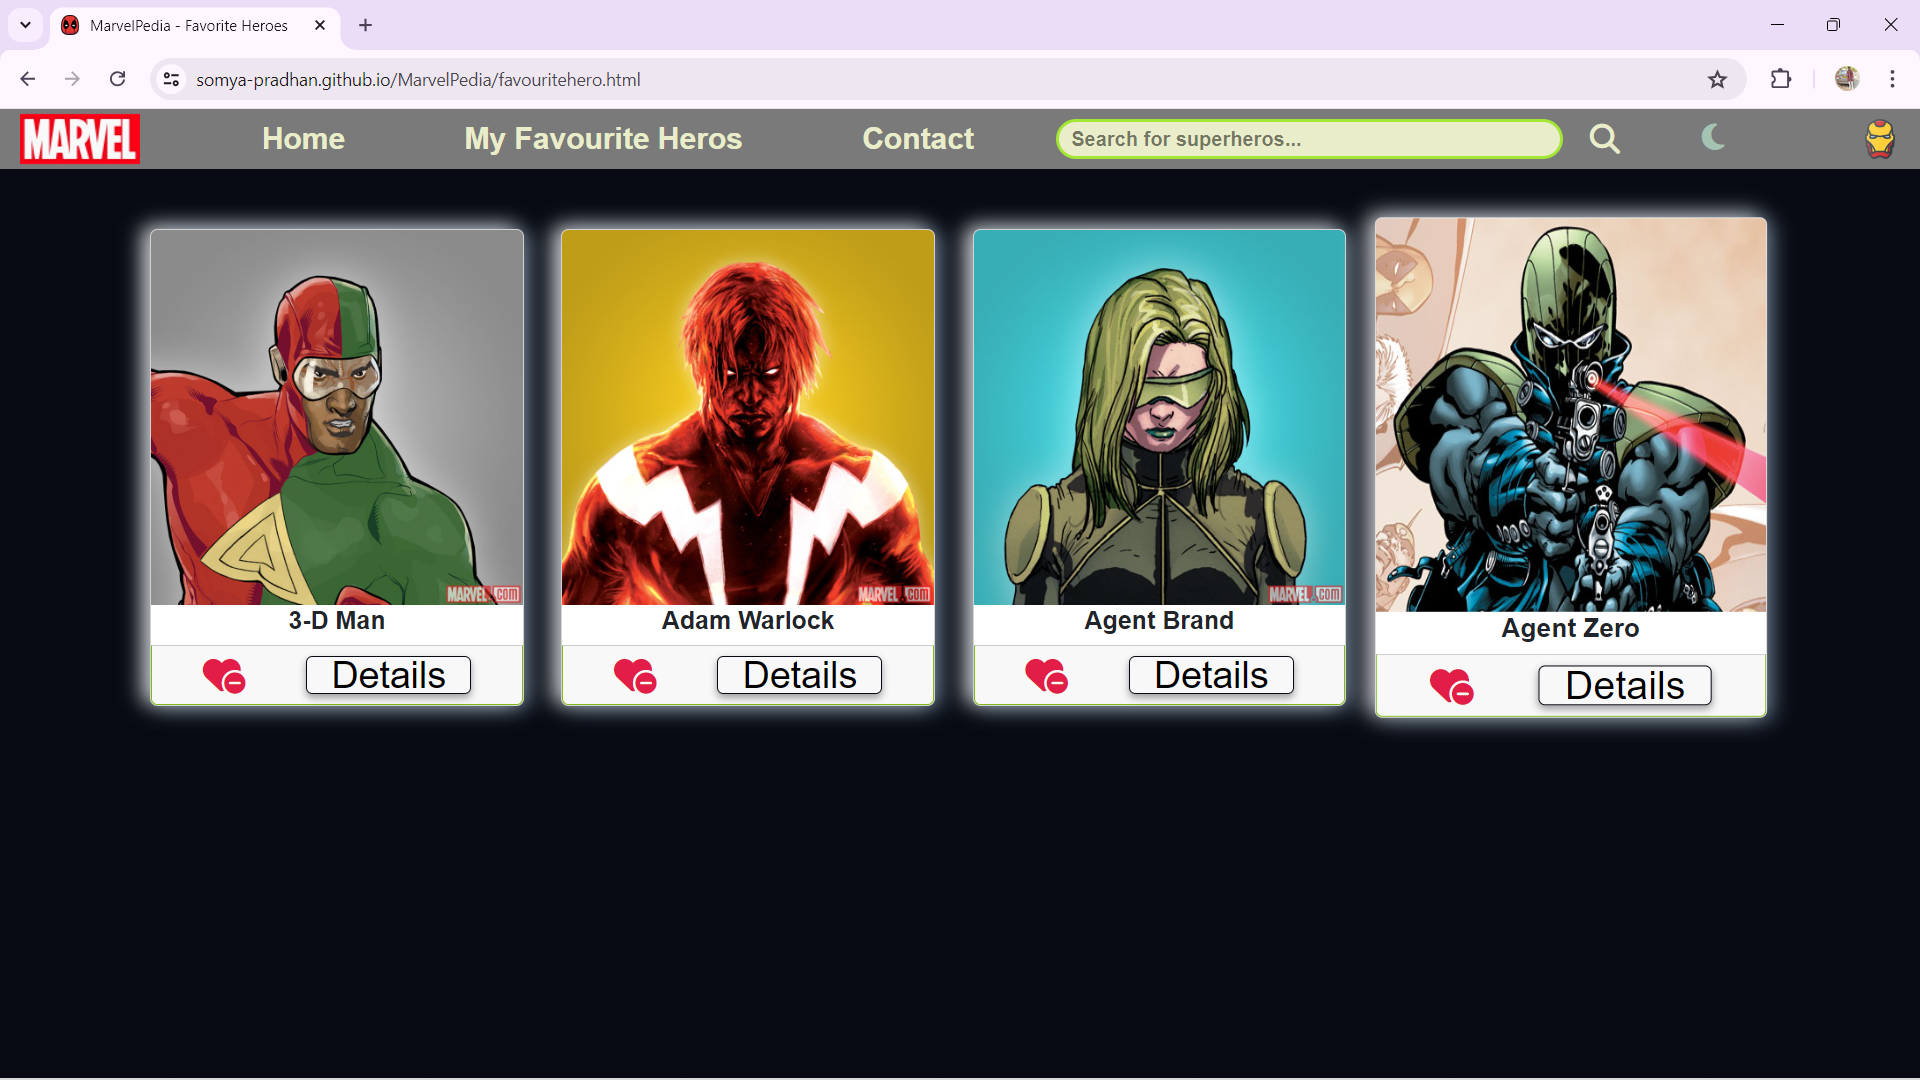 MarvelPedia - Favorite Heroes
somya-pradhan.github.io/MarvelPedia/favouritehero.html
MARVEL
Home
My Favourite Heros
Contact
Search for superheros...
MARVEL.com
MARVEL.com
MARVEL.com
3-D Man
Adam Warlock
Agent Brand
Agent Zero
Details
Details
Details
Details